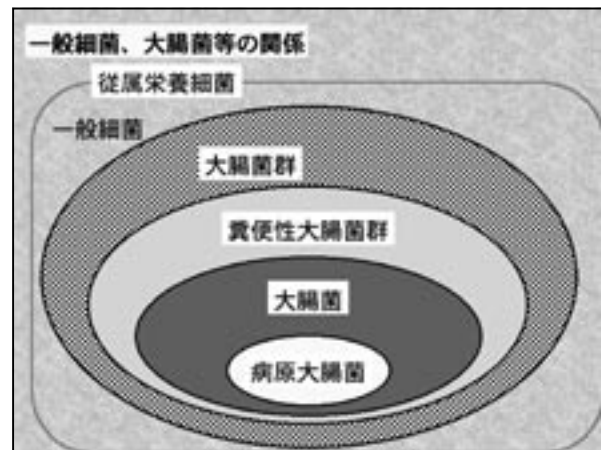 一般細菌、大腸菌等の関係
従属栄養細菌
一般細菌
大腸菌群
糞便性大腸菌群
大腸菌
病原大腸菌